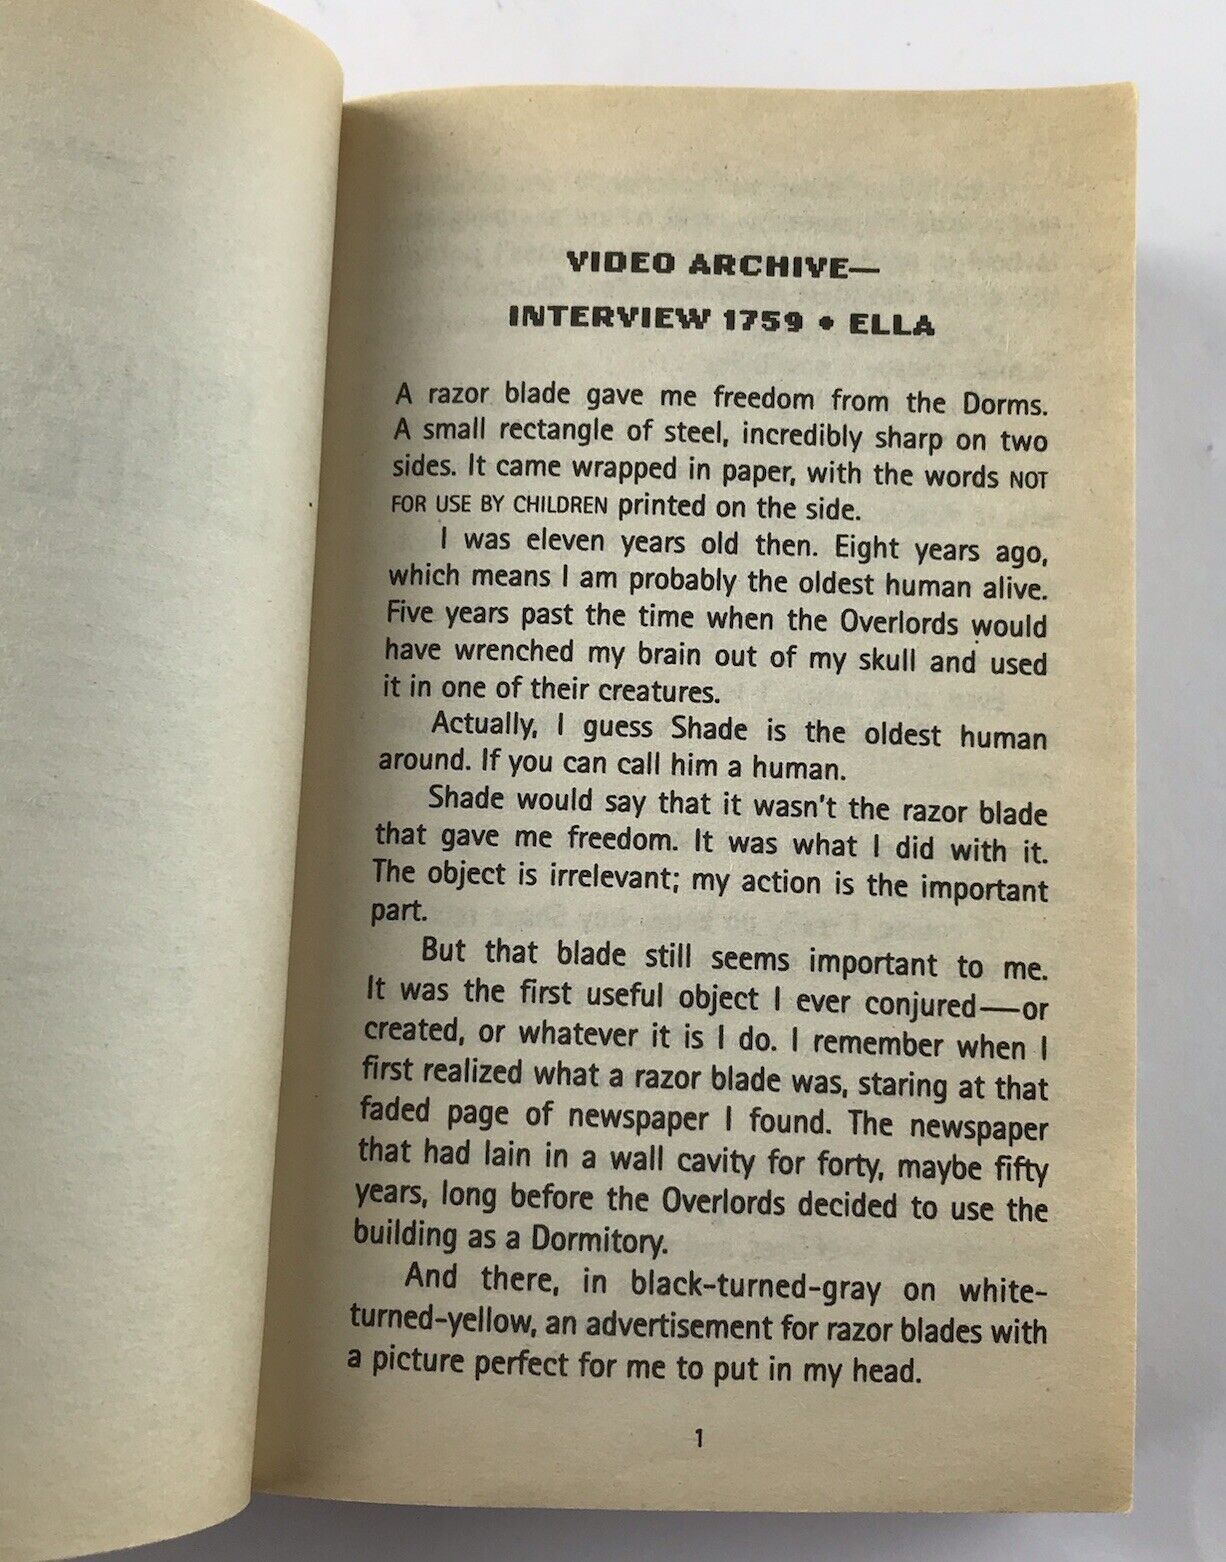 VIDEO ARCHIVE—
INTERVIEW 1759 • ELLA
A razor blade gave me freedom from the Dorms.
A small rectangle of steel, incredibly sharp on two
sides. It came wrapped in paper, with the words NOT
FOR USE BY CHILDREN printed on the side.
I was eleven years old then. Eight years ago,
which means I am probably the oldest human alive.
Five years past the time when the Overlords would
have wrenched my brain out of my skull and used
it in one of their creatures.
Actually, I guess Shade is the oldest human
around. If you can call him a human.
Shade would say that it wasn't the razor blade
that gave me freedom. It was what I did with it.
The object is irrelevant; my action is the important
part.
But that blade still seems important to me.
It was the first useful object I ever conjured—or
created, or whatever it is I do. I remember when I
first realized what a razor blade was, staring at that
faded page of newspaper I found. The newspaper
that had lain in a wall cavity for forty, maybe fifty
years, long before the Overlords decided to use the
building as a Dormitory.
And there, in black-turned-gray on white-
turned-yellow, an advertisement for razor blades with
a picture perfect for me to put in my head.
1